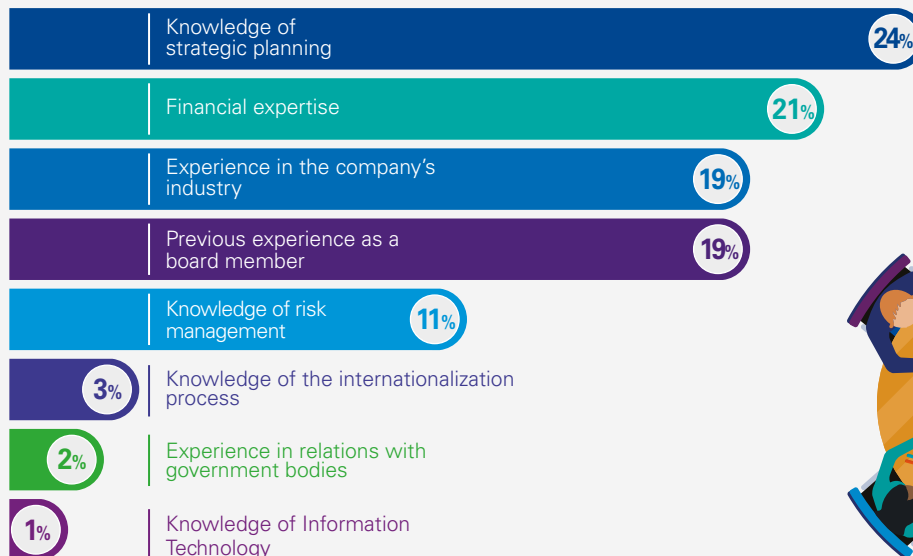 Knowledge of
strategic planning
24%
Financial expertise
21%
Experience in the company's
industry
19%
Previous experience as a
board member
19%
Knowledge of risk
management
11%
3%
Knowledge of the internationalization
process
2%
Experience in relations with
government bodies
1%
Knowledge of Information
Technology